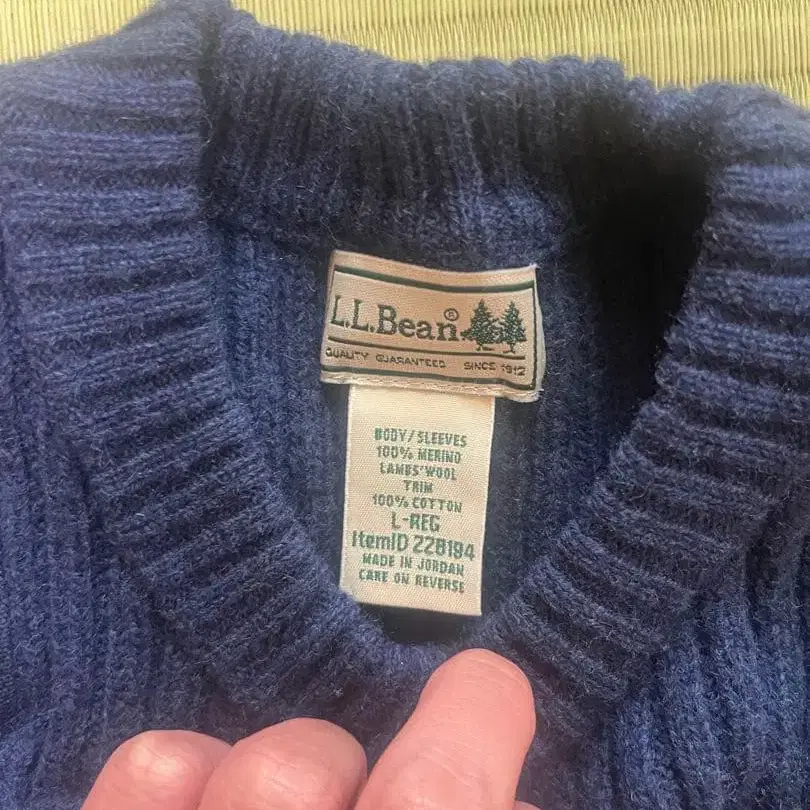 L.L.Bean®
QUALITY GUARANTEED SINCE 1912
BODY/SLEEVES
100% MERINO
LAMBS'WOOL
TRIM
100% COTTON
L-REG
ItemID 228194
MADE IN JORDAN
CARE ON REVERSE